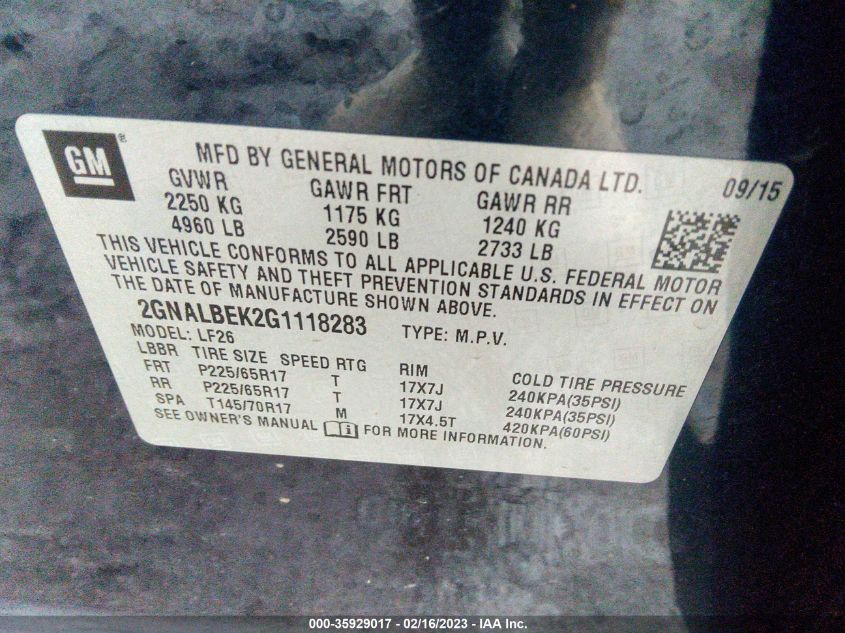 GM ®
MFD BY GENERAL MOTORS OF CANADA LTD. 09/15
GVWR GAWR FRT GAWR RR
2250 KG 1175 KG 1240 KG
4960 LB 2590 LB 2733 LB
THIS VEHICLE CONFORMS TO ALL APPLICABLE U.S. FEDERAL MOTOR
VEHICLE SAFETY AND THEFT PREVENTION STANDARDS IN EFFECT ON
THE DATE OF MANUFACTURE SHOWN ABOVE.
2GNALBEK2G1118283 TYPE: M.P.V.
MODEL: LF26
LBBR TIRE SIZE SPEED RTG RIM COLD TIRE PRESSURE
FRT P225/65R17 T 17X7J 240KPA(35PSI)
RR P225/65R17 T 17X7J 240KPA(35PSI)
SPA T145/70R17 M 17X4.5T 420KPA(60PSI)
SEE OWNER'S MANUAL FOR MORE INFORMATION.
000-35929017 - 02/16/2023 - © IAA Inc.